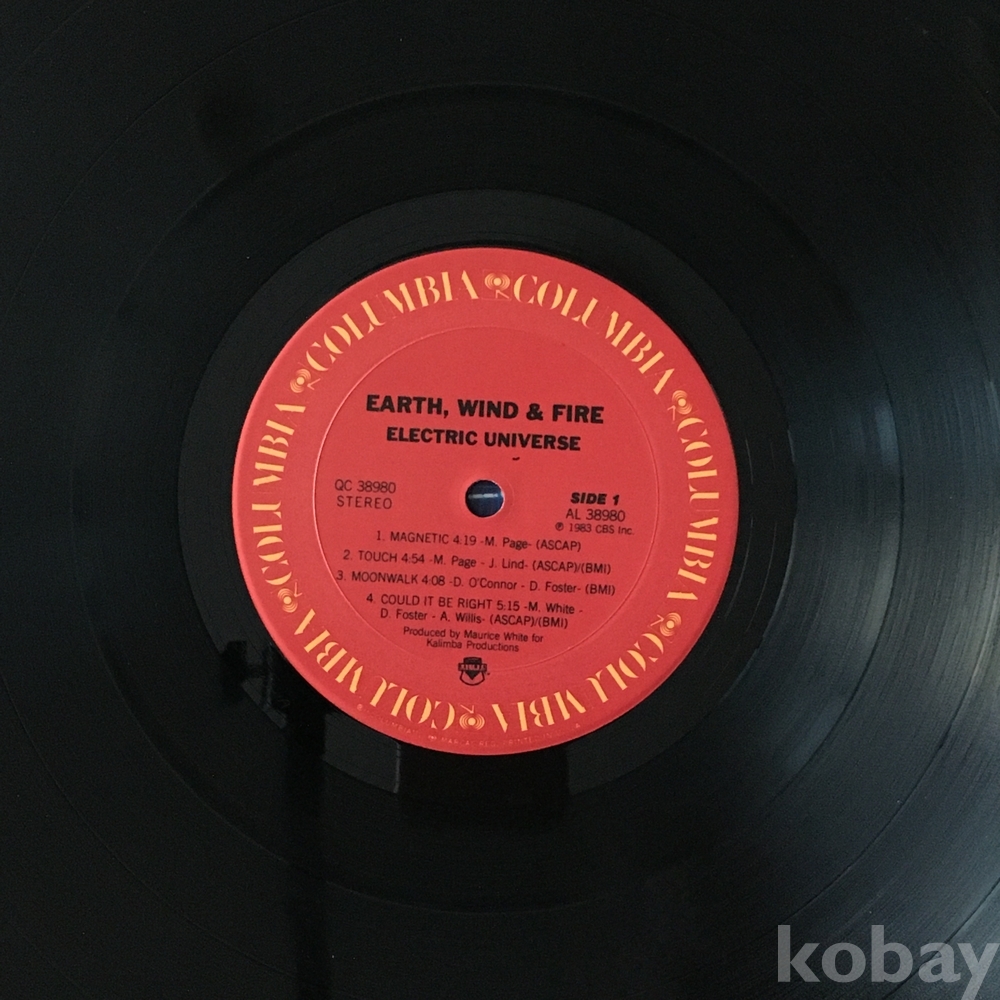 COLUMBIA COLUMBIA COLUMBIA COLUMBIA COLUMBIA COLUMBIA COLUMBIA
EARTH, WIND & FIRE
ELECTRIC UNIVERSE
QC 38980
STEREO
SIDE 1
AL 38980
℗ 1983 CBS Inc.
1. MAGNETIC 4:19 -M. Page- (ASCAP)
2. TOUCH 4:54 -M. Page - J. Lind- (ASCAP)/(BMI)
3. MOONWALK 4:08 -D. O'Connor - D. Foster- (BMI)
4. COULD IT BE RIGHT 5:15 -M. White -
D. Foster - A. Willis- (ASCAP)/(BMI)
Produced by Maurice White for
Kalimba Productions
kobay